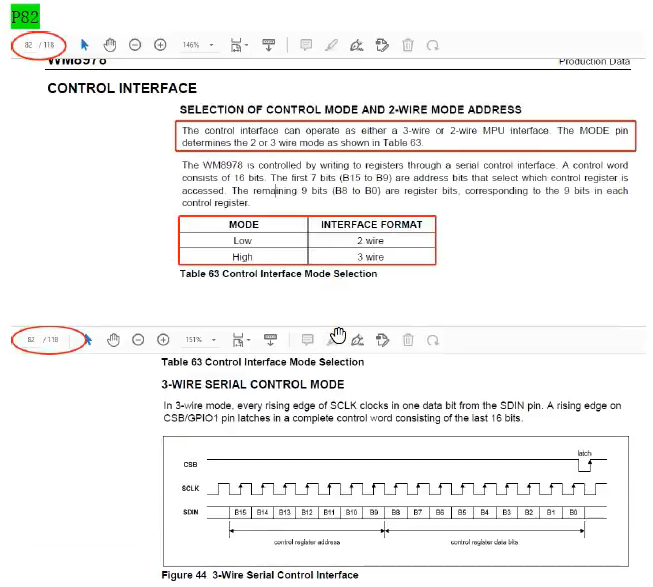 P82
82 / 118
146%
WM8978
Production Data
CONTROL INTERFACE
SELECTION OF CONTROL MODE AND 2-WIRE MODE ADDRESS
The control interface can operate as either a 3-wire or 2-wire MPU interface. The MODE pin
determines the 2 or 3 wire mode as shown in Table 63.
The WM8978 is controlled by writing to registers through a serial control interface. A control word
consists of 16 bits. The first 7 bits (B15 to B9) are address bits that select which control register is
accessed. The remaining 9 bits (B8 to B0) are register bits, corresponding to the 9 bits in each
control register.
MODE INTERFACE FORMAT
Low 2 wire
High 3 wire
Table 63 Control Interface Mode Selection
82 / 118
151%
Table 63 Control Interface Mode Selection
3-WIRE SERIAL CONTROL MODE
In 3-wire mode, every rising edge of SCLK clocks in one data bit from the SDIN pin. A rising edge on
CSB/GPIO1 pin latches in a complete control word consisting of the last 16 bits.
latch
CSB
SCLK
SDIN B15 B14 B13 B12 B11 B10 B9 B8 B7 B6 B5 B4 B3 B2 B1 B0
control register address control register data bits
Figure 44 3-Wire Serial Control Interface